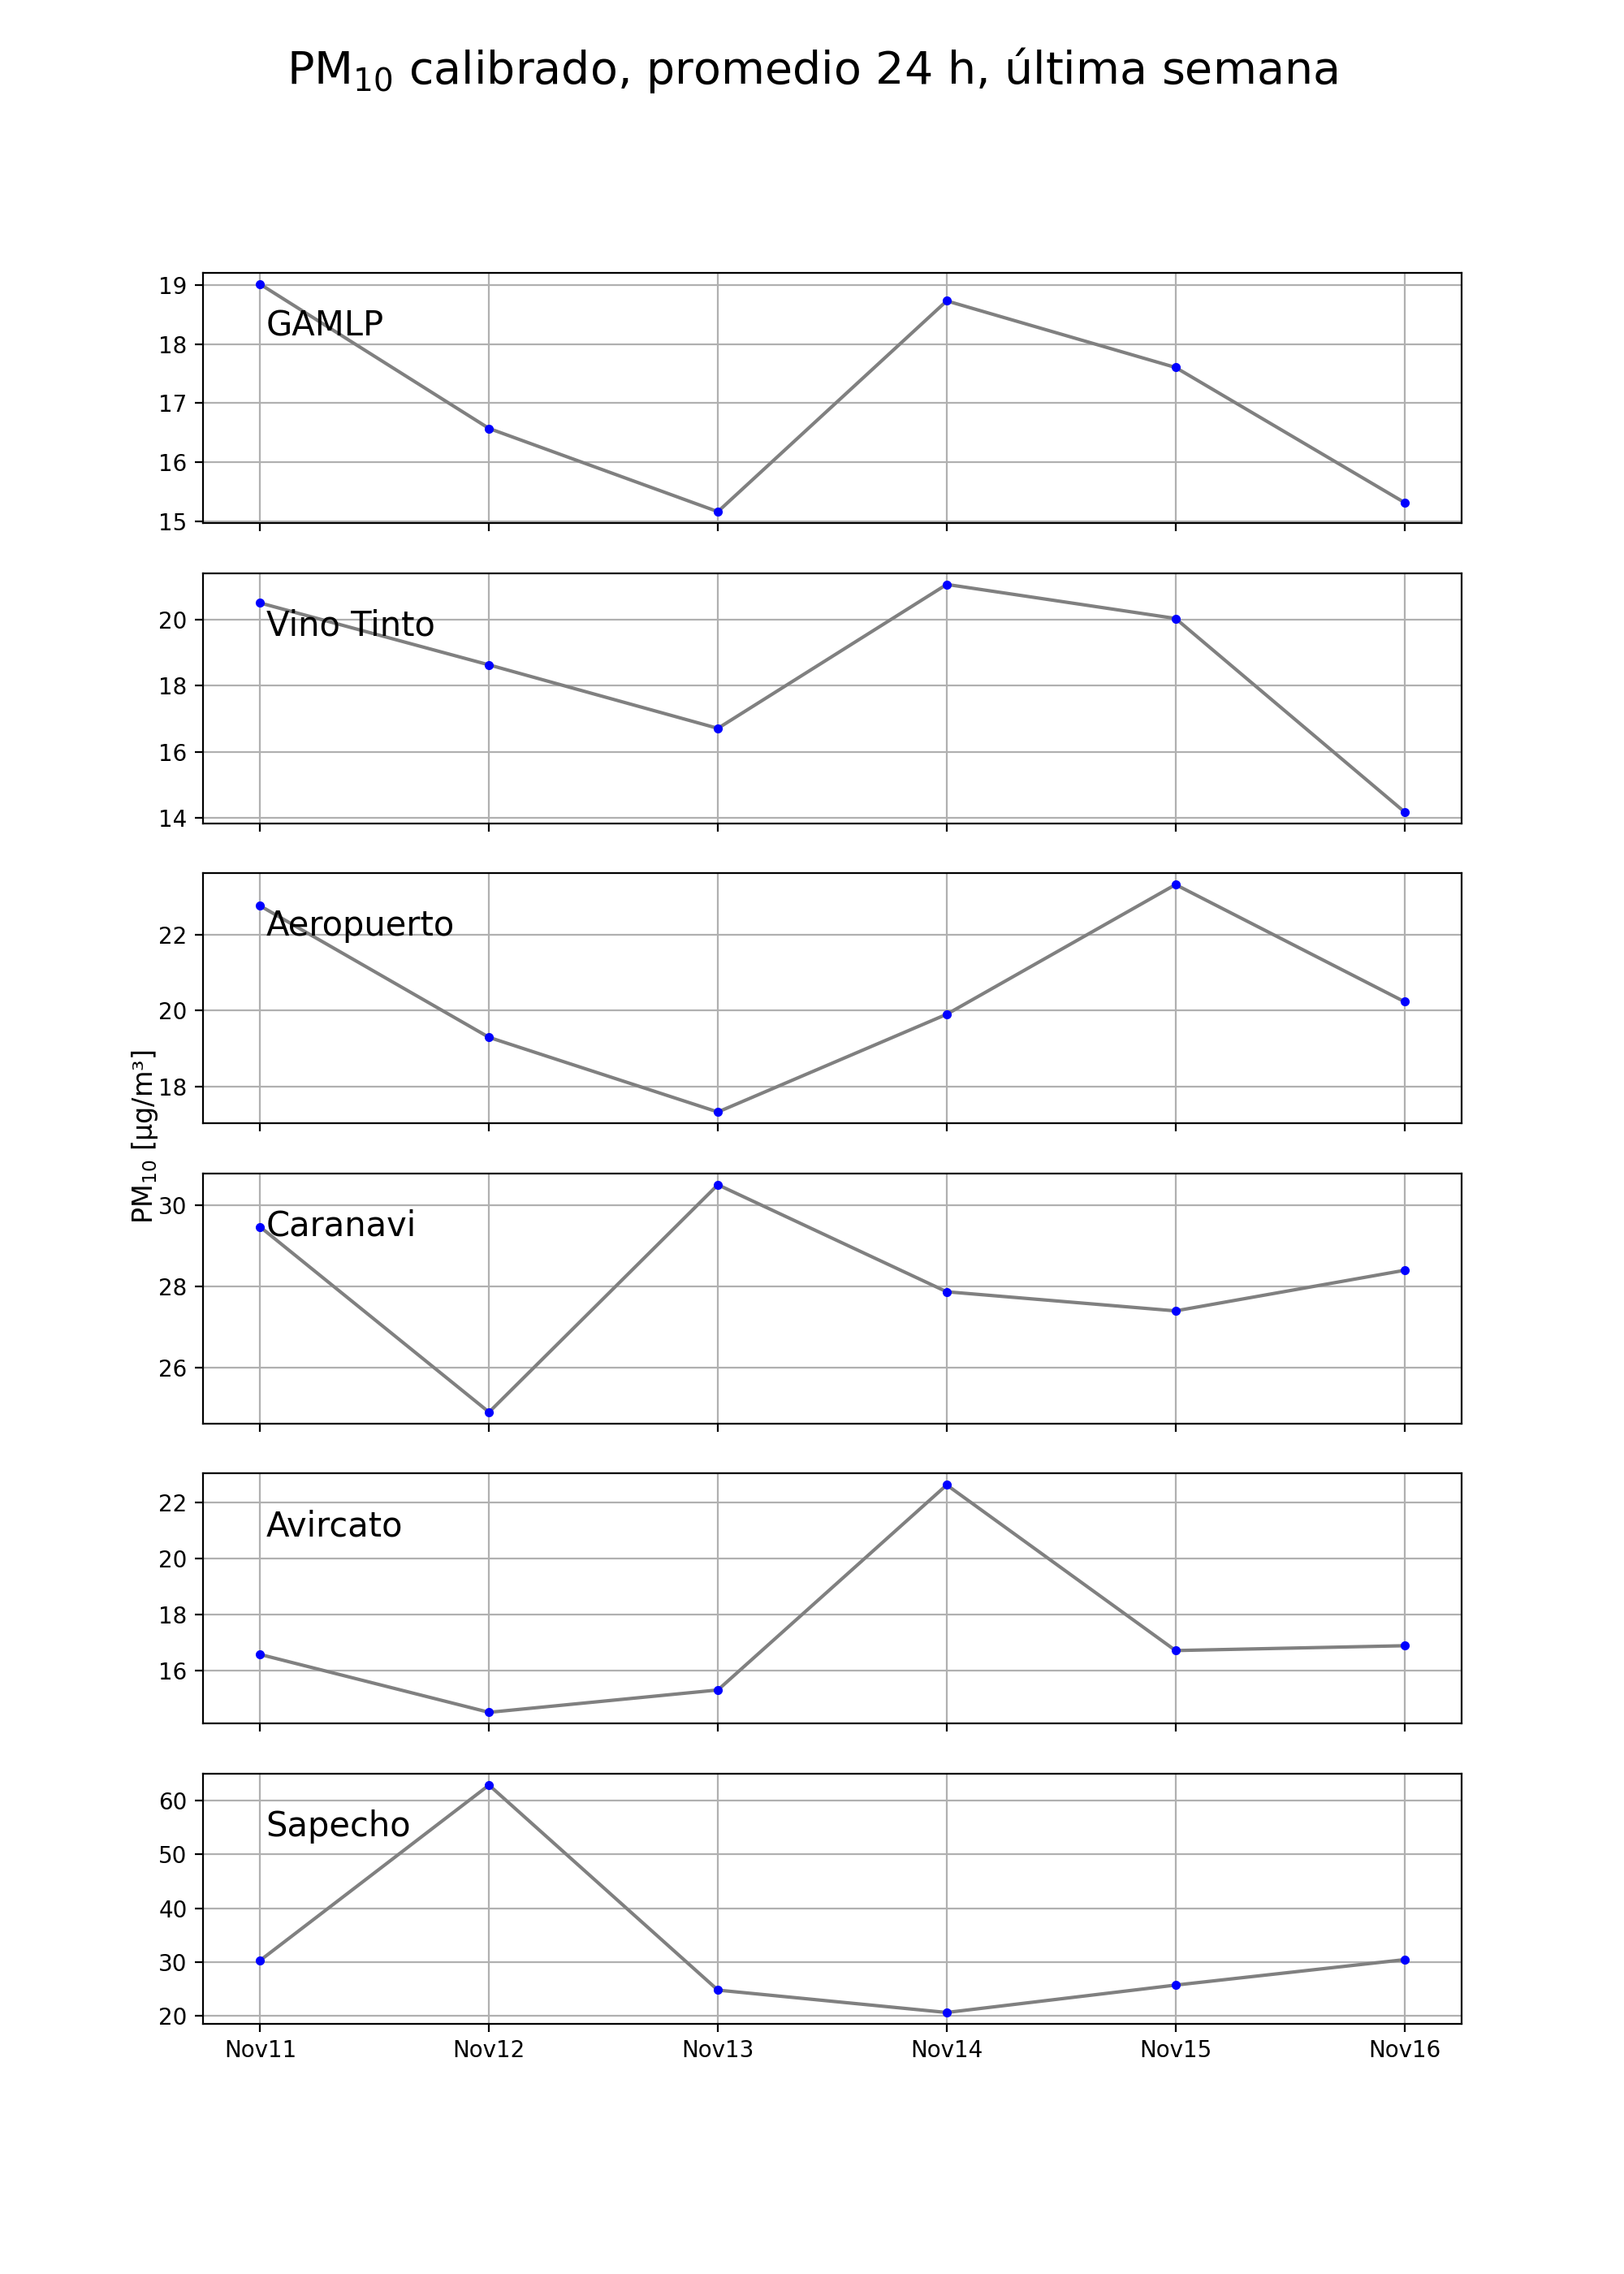 PM₁₀ calibrado, promedio 24 h, última semana
PM₁₀ [µg/m³]
19
18
17
16
15
GAMLP
20
18
16
14
Vino Tinto
22
20
18
Aeropuerto
30
28
26
Caranavi
22
20
18
16
Avircato
60
50
40
30
20
Sapecho
Nov11 Nov12 Nov13 Nov14 Nov15 Nov16